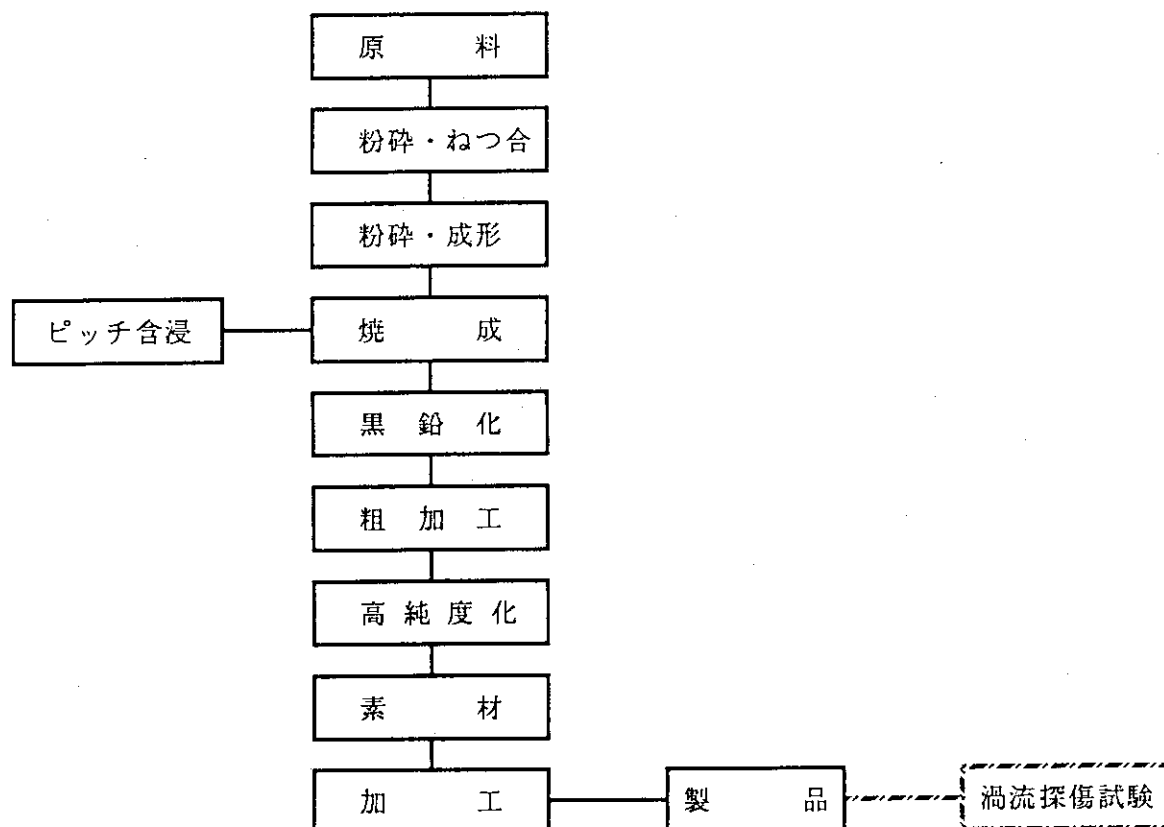 原料
粉砕・ねつ合
粉砕・成形
ピッチ含浸
焼成
黒鉛化
粗加工
高純度化
素材
加工
製品
渦流探傷試験